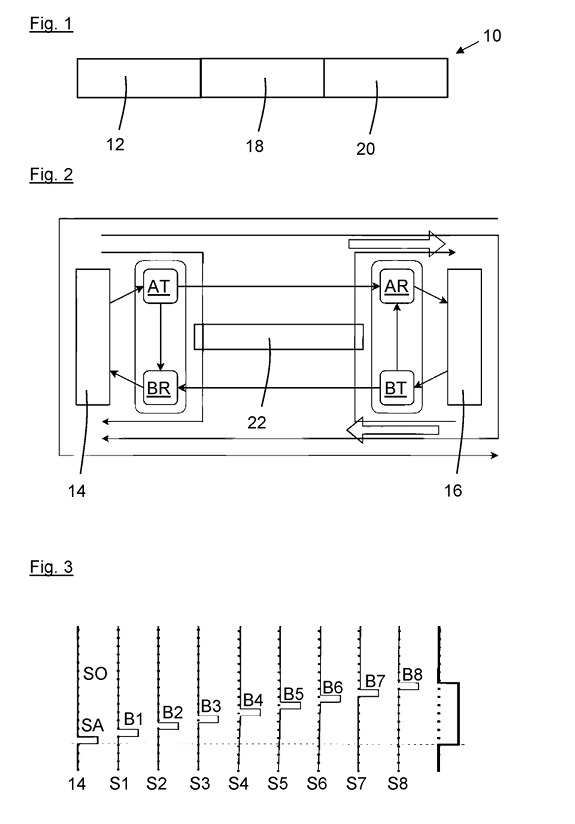 Fig. 1
10
12 18 20
Fig. 2
AT AR
BR BT
22
14 16
Fig. 3
SO
SA B1 B2 B3 B4 B5 B6 B7 B8
14 S1 S2 S3 S4 S5 S6 S7 S8